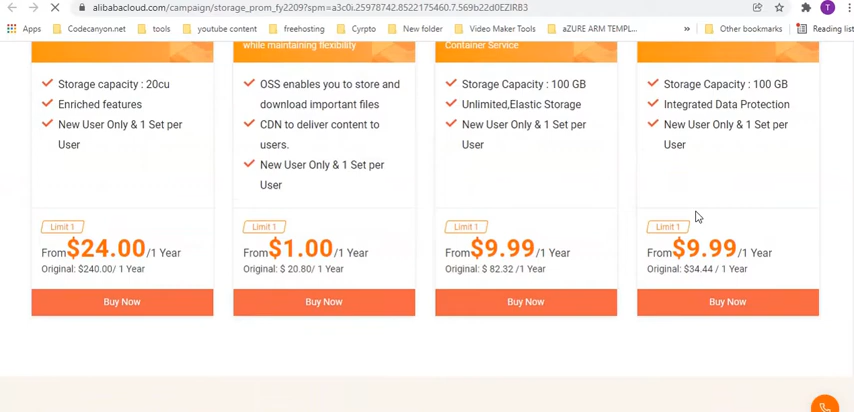 alibabacloud.com/campaign/storage_prom_fy2209?spm=a3c0i.25978742.8522175460.7.569b22d0EZIRB3
T
Apps Codecanyon.net tools youtube content freehosting Cyrpto New folder Video Maker Tools aZURE ARM TEMPL... » Other bookmarks Reading list
while maintaining flexibility
Container Service
Storage capacity : 20cu
Enriched features
New User Only & 1 Set per
User
Limit 1
From$24.00/1 Year
Original: $240.00/ 1 Year
Buy Now
OSS enables you to store and
download important files
CDN to deliver content to
users.
New User Only & 1 Set per
User
Limit 1
From$1.00/1 Year
Original: $ 20.80/ 1 Year
Buy Now
Storage Capacity : 100 GB
Unlimited,Elastic Storage
New User Only & 1 Set per
User
Limit 1
From$9.99/1 Year
Original: $ 82.32 /1 Year
Buy Now
Storage Capacity : 100 GB
Integrated Data Protection
New User Only & 1 Set per
User
Limit 1
From$9.99/1 Year
Original: $34.44 / 1 Year
Buy Now